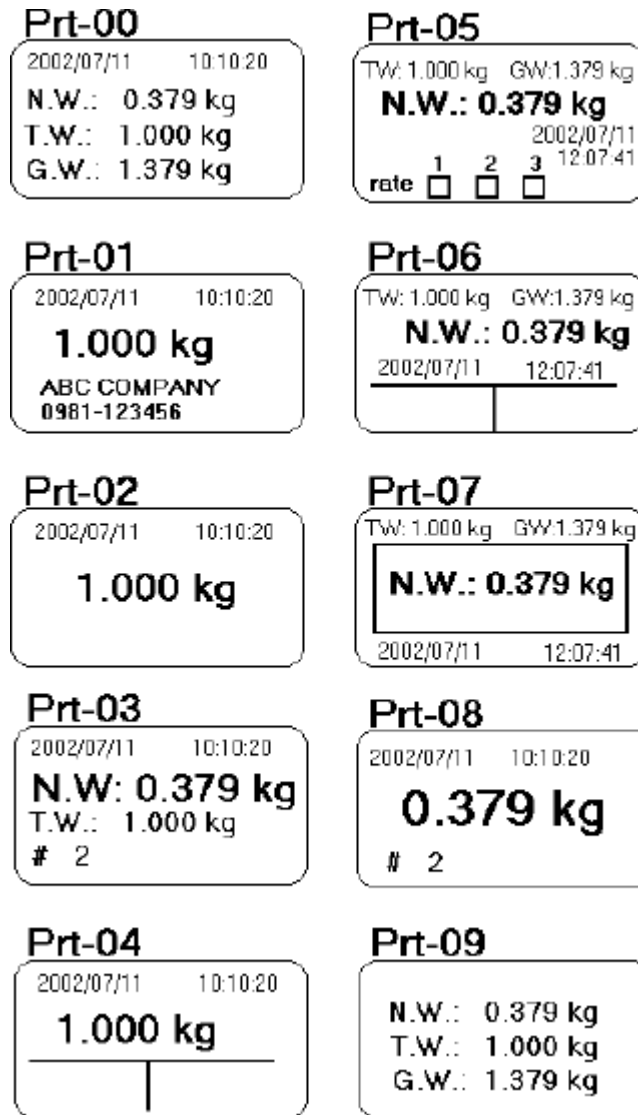 Prt-00
2002/07/11 10:10:20
N.W.: 0.379 kg
T.W.: 1.000 kg
G.W.: 1.379 kg
Prt-01
2002/07/11 10:10:20
1.000 kg
ABC COMPANY
0981-123456
Prt-02
2002/07/11 10:10:20
1.000 kg
Prt-03
2002/07/11 10:10:20
N.W: 0.379 kg
T.W.: 1.000 kg
# 2
Prt-04
2002/07/11 10:10:20
1.000 kg
Prt-05
TW: 1.000 kg GW:1.379 kg
N.W.: 0.379 kg
2002/07/11
12:07:41
1 2 3
rate
Prt-06
TW: 1.000 kg GW:1.379 kg
N.W.: 0.379 kg
2002/07/11 12:07:41
Prt-07
TW: 1.000 kg GW:1.379 kg
N.W.: 0.379 kg
2002/07/11 12:07:41
Prt-08
2002/07/11 10:10:20
0.379 kg
# 2
Prt-09
N.W.: 0.379 kg
T.W.: 1.000 kg
G.W.: 1.379 kg